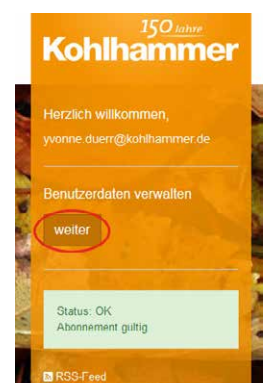 150 Jahre
Kohlhammer
Herzlich willkommen,
yvonne.duerr@kohlhammer.de
Benutzerdaten verwalten
weiter
Status: OK
Abonnement gültig
RSS-Feed